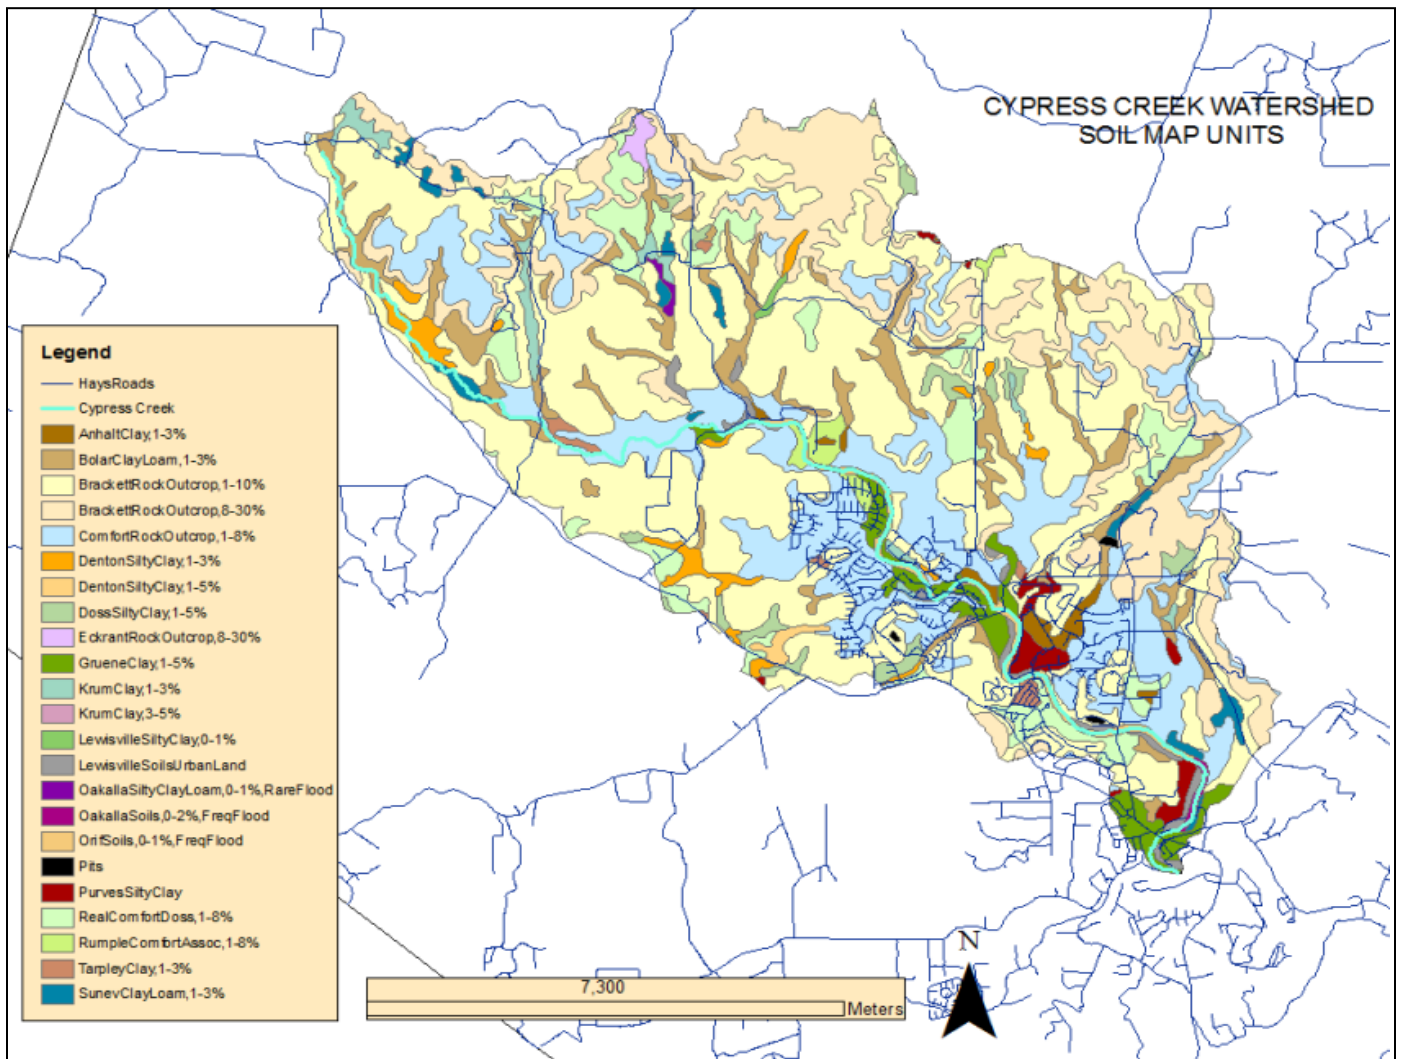 CYPRESS CREEK WATERSHED
SOIL MAP UNITS
Legend
HaysRoads
Cypress Creek
AnhaltClay,1-3%
BolarClayLoam,1-3%
BrackettRockOutcrop,1-10%
BrackettRockOutcrop,8-30%
ComfortRockOutcrop,1-8%
DentonSiltyClay,1-3%
DentonSiltyClay,1-5%
DossSiltyClay,1-5%
EckrantRockOutcrop,8-30%
GrueneClay,1-5%
KrumClay,1-3%
KrumClay,3-5%
LewisvilleSiltyClay,0-1%
LewisvilleSoilsUrbanLand
OakallaSiltyClayLoam,0-1%,RareFlood
OakallaSoils,0-2%,FreqFlood
OrifSoils,0-1%,FreqFlood
Pits
PurvesSiltyClay
RealComfortDoss,1-8%
RumpleComfortAssoc,1-8%
TarpleyClay,1-3%
SunevClayLoam,1-3%
7,300
Meters
N